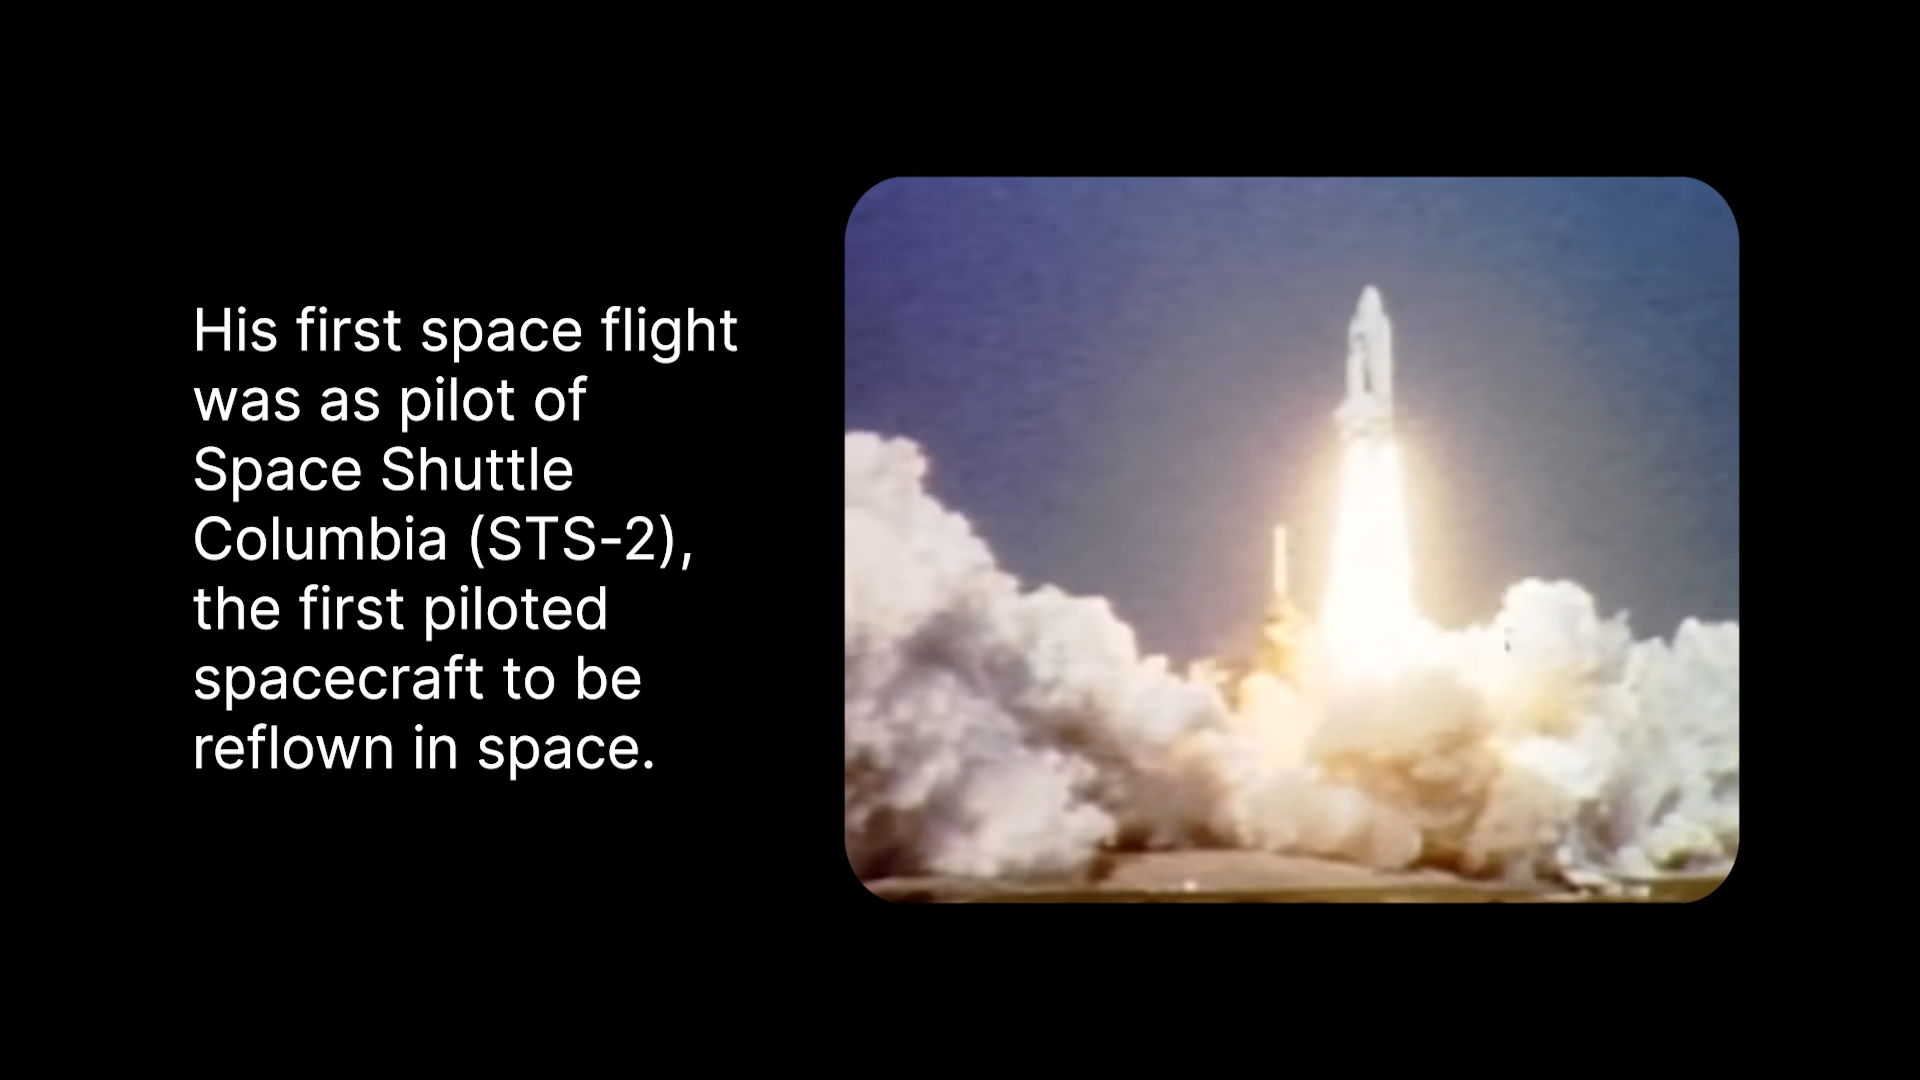 His first space flight
was as pilot of
Space Shuttle
Columbia (STS-2),
the first piloted
spacecraft to be
reflown in space.